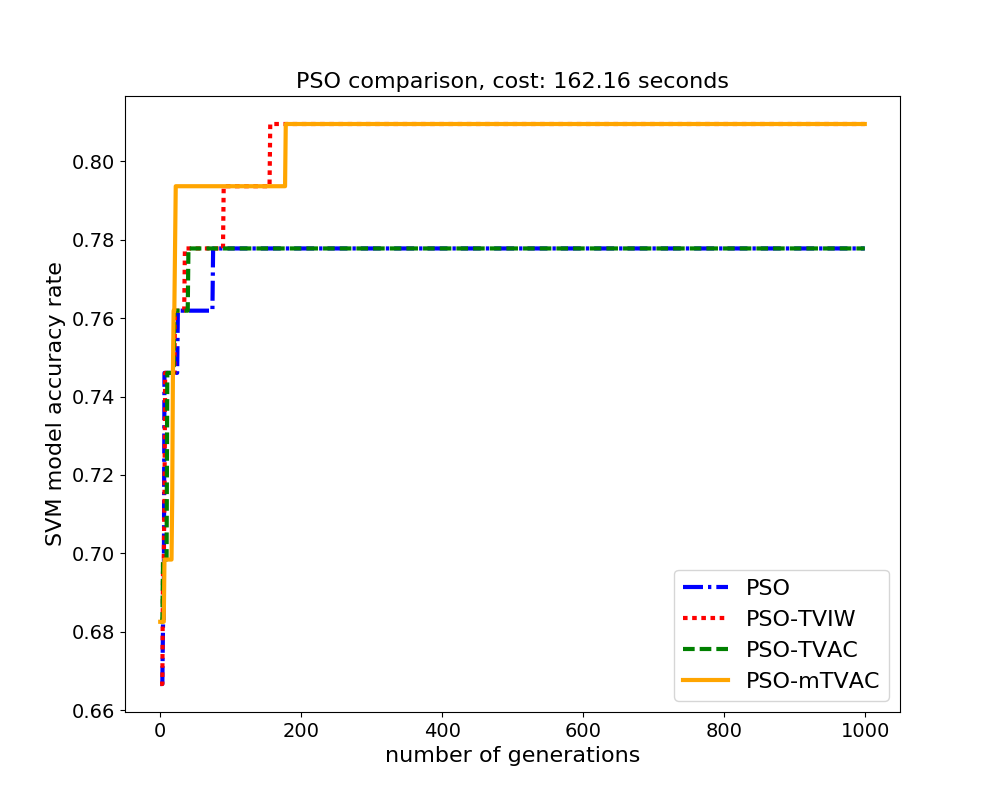 PSO comparison, cost: 162.16 seconds
SVM model accuracy rate
0.80
0.78
0.76
0.74
0.72
0.70
0.68
0.66
0 200 400 600 800 1000
number of generations
PSO
PSO-TVIW
PSO-TVAC
PSO-mTVAC